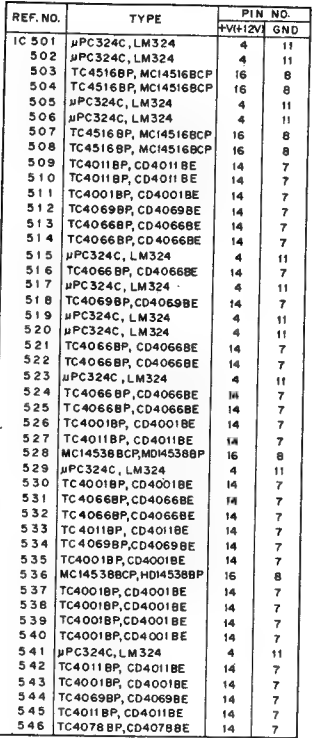 REF. NO. TYPE PIN NO.
+V(+12V) GND
IC 501 µPC324C, LM324 4 11
502 µPC324C, LM324 4 11
503 TC4516BP, MC14516BCP 16 8
504 TC4516BP, MC14516BCP 16 8
505 µPC324C, LM324 4 11
506 µPC324C, LM324 4 11
507 TC4516BP, MC14516BCP 16 8
508 TC4516BP, MC14516BCP 16 8
509 TC4011BP, CD4011BE 14 7
510 TC4011BP, CD4011BE 14 7
511 TC4001BP, CD4001BE 14 7
512 TC4069BP, CD4069BE 14 7
513 TC4066BP, CD4066BE 14 7
514 TC4066BP, CD4066BE 14 7
515 µPC324C, LM324 4 11
516 TC4066BP, CD4066BE 14 7
517 µPC324C, LM324 4 11
518 TC4069BP, CD4069BE 14 7
519 µPC324C, LM324 4 11
520 µPC324C, LM324 4 11
521 TC4066BP, CD4066BE 14 7
522 TC4066BP, CD4066BE 14 7
523 µPC324C, LM324 4 11
524 TC4066BP, CD4066BE 14 7
525 TC4066BP, CD4066BE 14 7
526 TC4001BP, CD4001BE 14 7
527 TC4011BP, CD4011BE 14 7
528 MC14538BCP, MD14538BP 16 8
529 µPC324C, LM324 4 11
530 TC4001BP, CD4001BE 14 7
531 TC4066BP, CD4066BE 14 7
532 TC4066BP, CD4066BE 14 7
533 TC4011BP, CD4011BE 14 7
534 TC4069BP, CD4069BE 14 7
535 TC4001BP, CD4001BE 14 7
536 MC14538BCP, HD14538BP 16 8
537 TC4001BP, CD4001BE 14 7
538 TC4001BP, CD4001BE 14 7
539 TC4001BP, CD4001BE 14 7
540 TC4001BP, CD4001BE 14 7
541 µPC324C, LM324 4 11
542 TC4011BP, CD4011BE 14 7
543 TC4001BP, CD4001BE 14 7
544 TC4069BP, CD4069BE 14 7
545 TC4011BP, CD4011BE 14 7
546 TC4078BP, CD4078BE 14 7